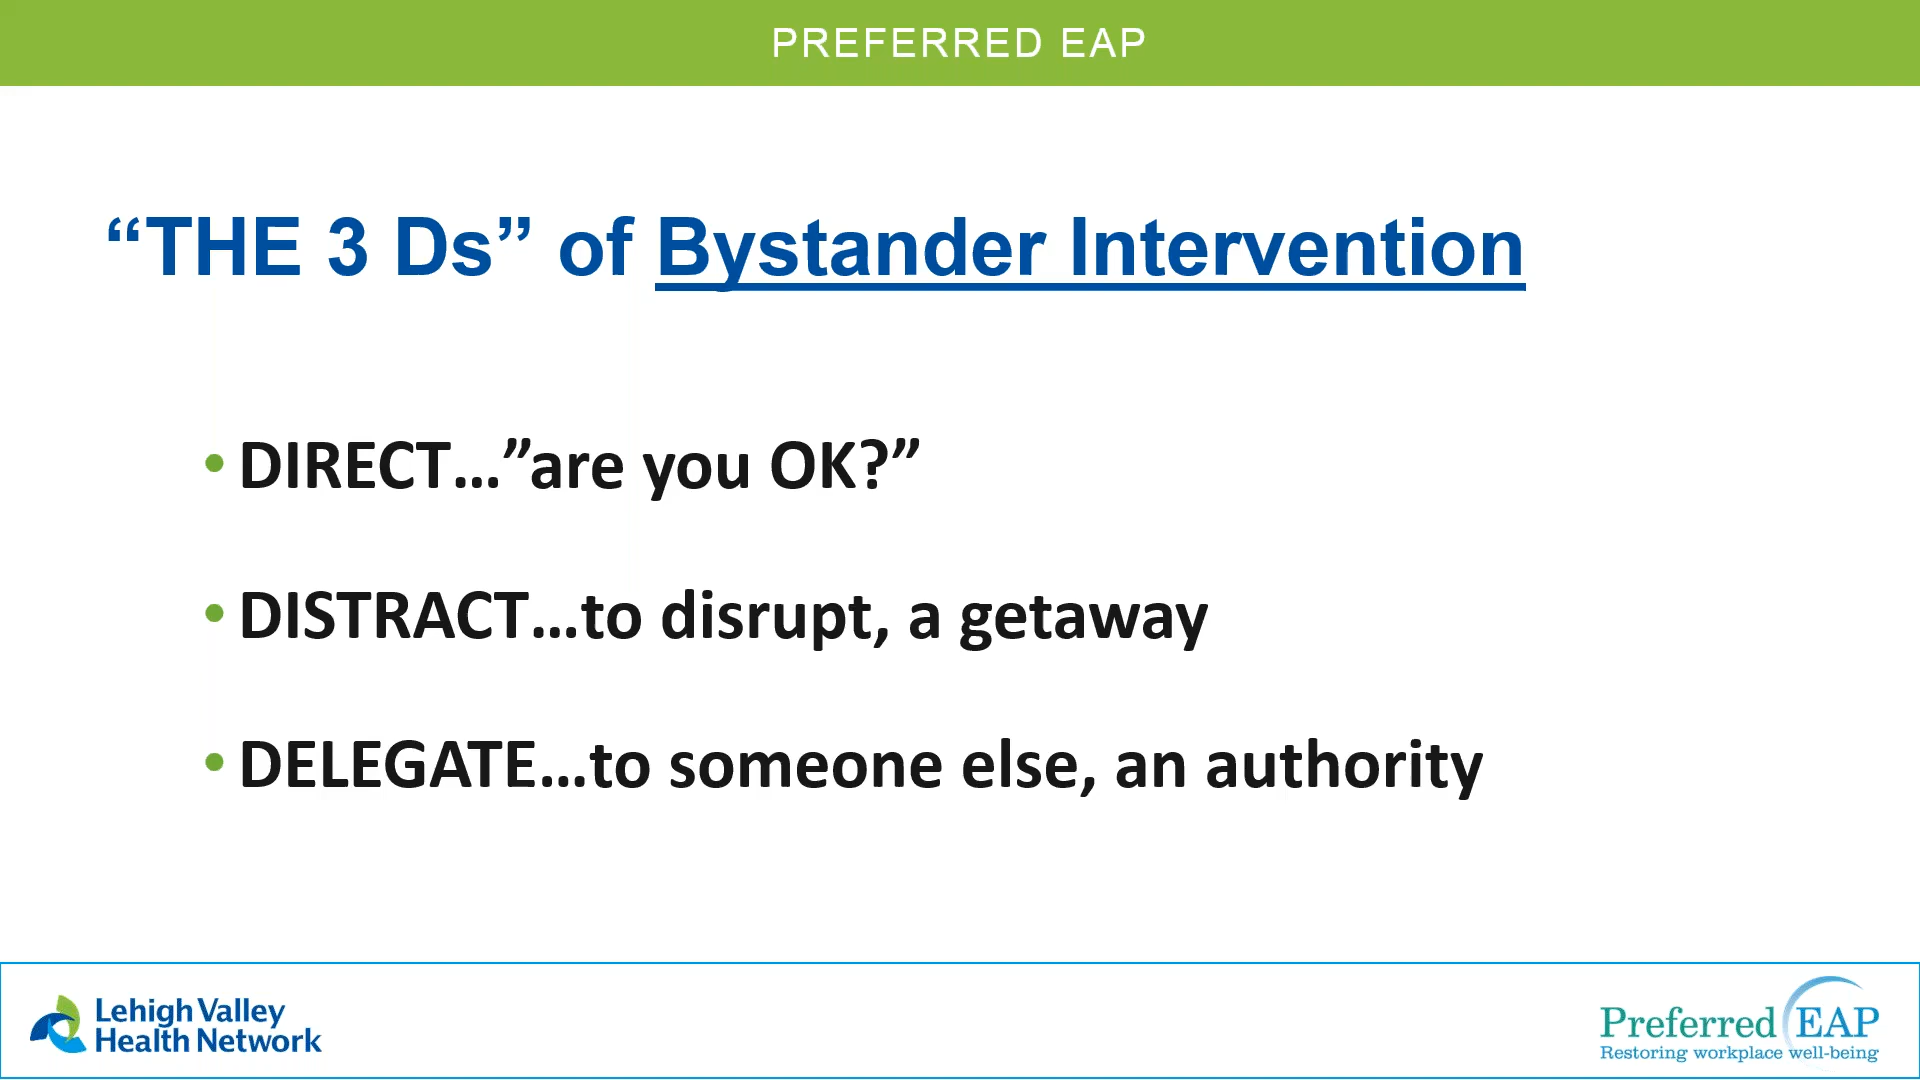 PREFERRED EAP
“THE 3 Ds” of Bystander Intervention
• DIRECT…”are you OK?”
• DISTRACT…to disrupt, a getaway
• DELEGATE…to someone else, an authority
Lehigh Valley
Health Network
Preferred EAP
Restoring workplace well-being